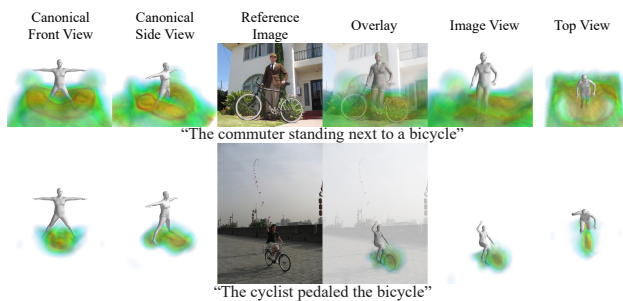 Canonical Front View
Canonical Side View
Reference Image
Overlay
Image View
Top View
“The commuter standing next to a bicycle”
“The cyclist pedaled the bicycle”